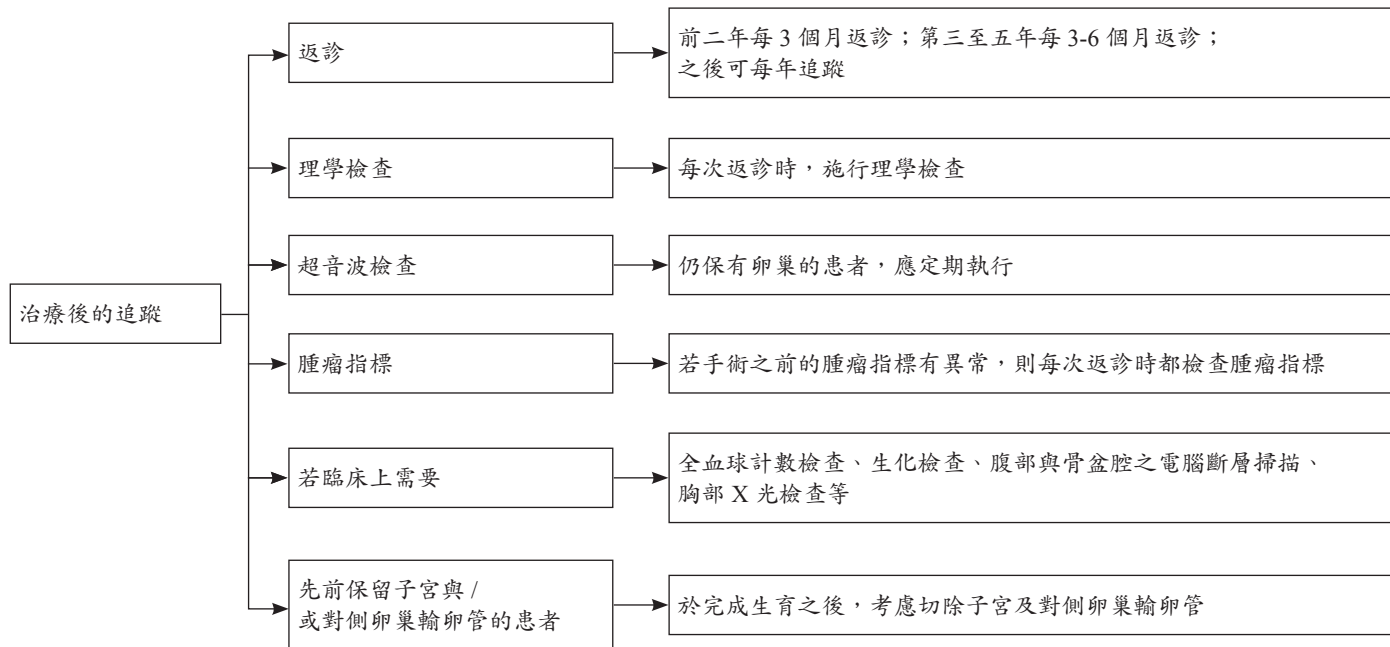 返診
前二年每 3 個月返診；第三至五年每 3-6 個月返診；
之後可每年追蹤
理學檢查
每次返診時，施行理學檢查
超音波檢查
仍保有卵巢的患者，應定期執行
治療後的追蹤
腫瘤指標
若手術之前的腫瘤指標有異常，則每次返診時都檢查腫瘤指標
若臨床上需要
全血球計數檢查、生化檢查、腹部與骨盆腔之電腦斷層掃描、
胸部 X 光檢查等
先前保留子宮與 /
或對側卵巢輸卵管的患者
於完成生育之後，考慮切除子宮及對側卵巢輸卵管